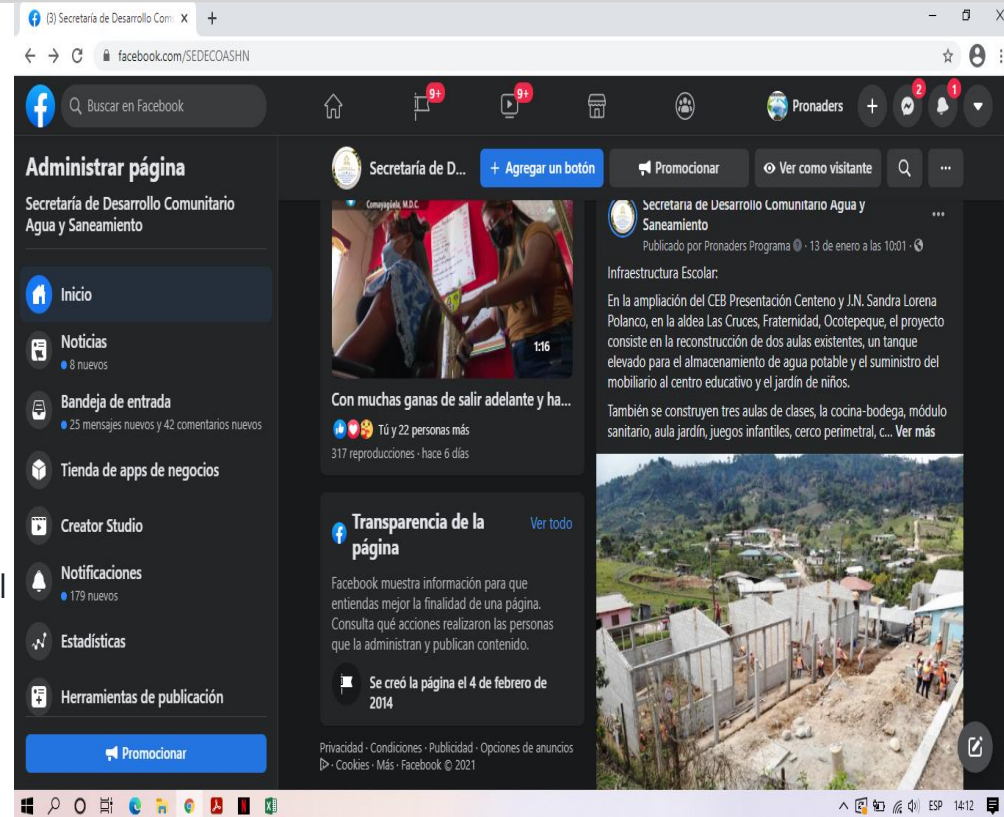 (3) Secretaría de Desarrollo Com
facebook.com/SEDECOASHN
Buscar en Facebook
9+
9+
Pronaders
2
1
Administrar página
Secretaría de Desarrollo Comunitario
Agua y Saneamiento
Inicio
Noticias
8 nuevos
Bandeja de entrada
25 mensajes nuevos y 42 comentarios nuevos
Tienda de apps de negocios
Creator Studio
Notificaciones
179 nuevos
Estadísticas
Herramientas de publicación
Promocionar
Secretaría de D...
+ Agregar un botón
Promocionar
Ver como visitante
Comayagüela, M.D.C.
1:16
Con muchas ganas de salir adelante y ha...
Tú y 22 personas más
317 reproducciones · hace 6 días
Transparencia de la
página
Ver todo
Facebook muestra información para que
entiendas mejor la finalidad de una página.
Consulta qué acciones realizaron las personas
que la administran y publican contenido.
Se creó la página el 4 de febrero de
2014
Privacidad · Condiciones · Publicidad · Opciones de anuncios
· Cookies · Más · Facebook © 2021
Secretaría de Desarrollo Comunitario Agua y
Saneamiento
Publicado por Pronaders Programa · 13 de enero a las 10:01 ·
Infraestructura Escolar:
En la ampliación del CEB Presentación Centeno y J.N. Sandra Lorena
Polanco, en la aldea Las Cruces, Fraternidad, Ocotepeque, el proyecto
consiste en la reconstrucción de dos aulas existentes, un tanque
elevado para el almacenamiento de agua potable y el suministro del
mobiliario al centro educativo y el jardín de niños.
También se construyen tres aulas de clases, la cocina-bodega, módulo
sanitario, aula jardín, juegos infantiles, cerco perimetral, c... Ver más
ESP 14:12